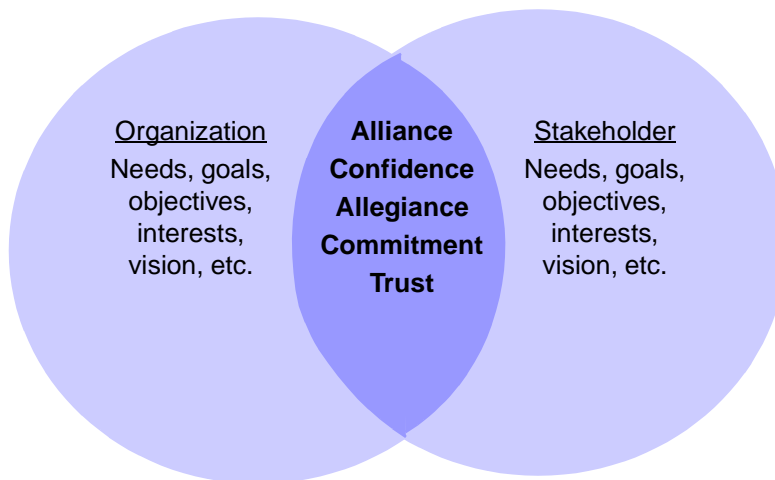 Organization
Needs, goals,
objectives,
interests,
vision, etc.
Alliance
Confidence
Allegiance
Commitment
Trust
Stakeholder
Needs, goals,
objectives,
interests,
vision, etc.